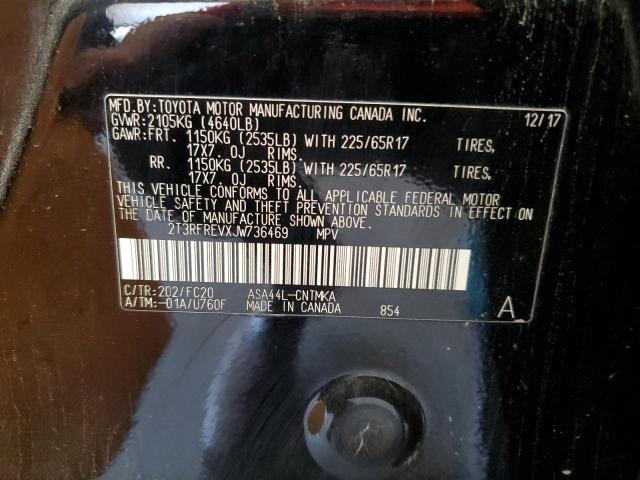 MFD.BY:TOYOTA MOTOR MANUFACTURING CANADA INC. 12/17
GVWR:2105KG (4640LB)
GAWR:FRT. 1150KG (2535LB) WITH 225/65R17 TIRES,
17X7. 0J RIMS.
RR. 1150KG (2535LB) WITH 225/65R17 TIRES,
17X7. 0J RIMS.
THIS VEHICLE CONFORMS TO ALL APPLICABLE FEDERAL MOTOR
VEHICLE SAFETY AND THEFT PREVENTION STANDARDS IN EFFECT ON
THE DATE OF MANUFACTURE SHOWN ABOVE.
2T3RFREVXJW736469 MPV
C/TR:202/FC20 ASA44L-CNTMKA
A/TM:-01A/U760F MADE IN CANADA 854 A